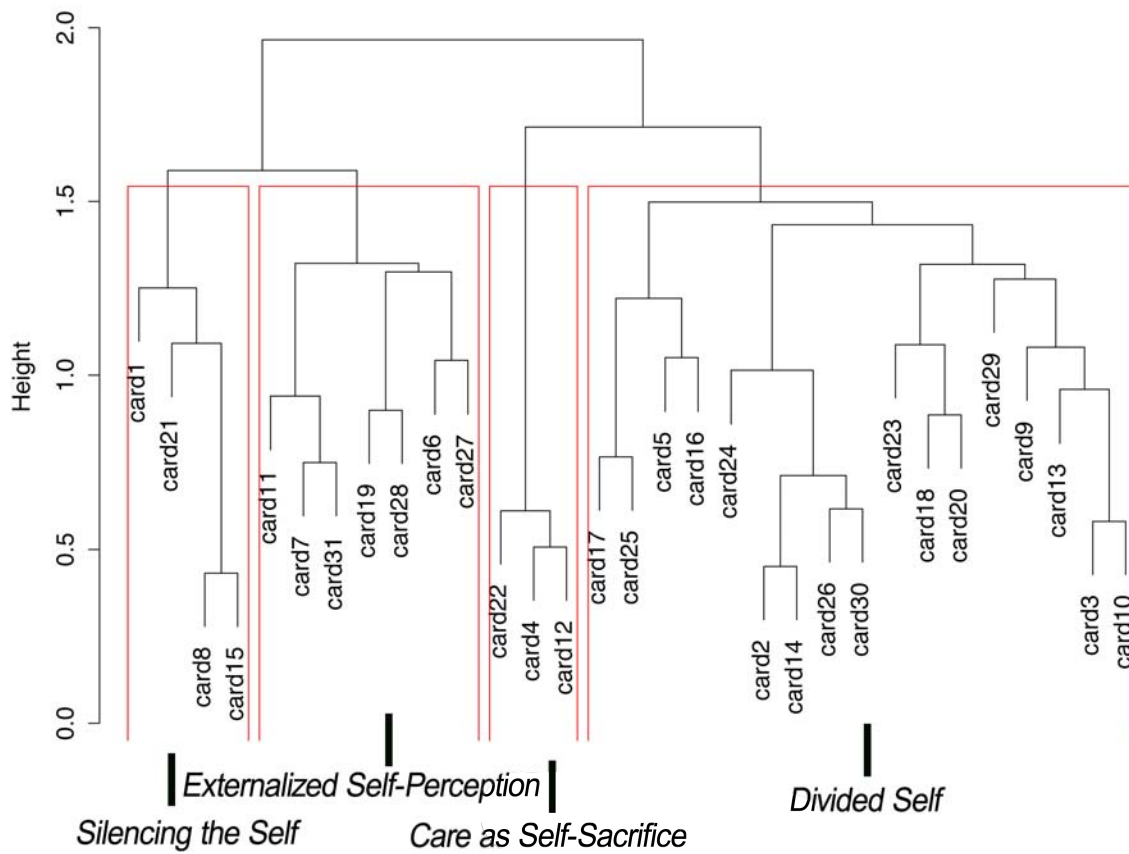 2.0
1.5
1.0
0.5
0.0
Height
card1
card21
card8
card15
card11
card7
card31
card19
card28
card6
card27
card22
card4
card12
card17
card25
card5
card16
card24
card2
card14
card26
card30
card23
card18
card20
card29
card9
card13
card3
card10
Externalized Self-Perception
Divided Self
Silencing the Self
Care as Self-Sacrifice